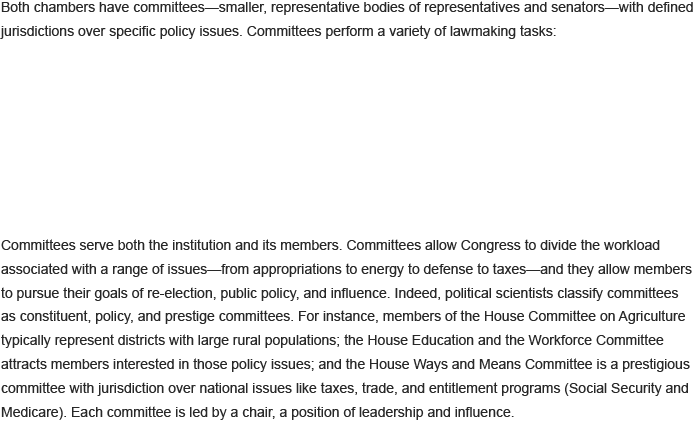 Both chambers have committees—smaller, representative bodies of representatives and senators—with defined
jurisdictions over specific policy issues. Committees perform a variety of lawmaking tasks:
Committees serve both the institution and its members. Committees allow Congress to divide the workload
associated with a range of issues—from appropriations to energy to defense to taxes—and they allow members
to pursue their goals of re-election, public policy, and influence. Indeed, political scientists classify committees
as constituent, policy, and prestige committees. For instance, members of the House Committee on Agriculture
typically represent districts with large rural populations; the House Education and the Workforce Committee
attracts members interested in those policy issues; and the House Ways and Means Committee is a prestigious
committee with jurisdiction over national issues like taxes, trade, and entitlement programs (Social Security and
Medicare). Each committee is led by a chair, a position of leadership and influence.